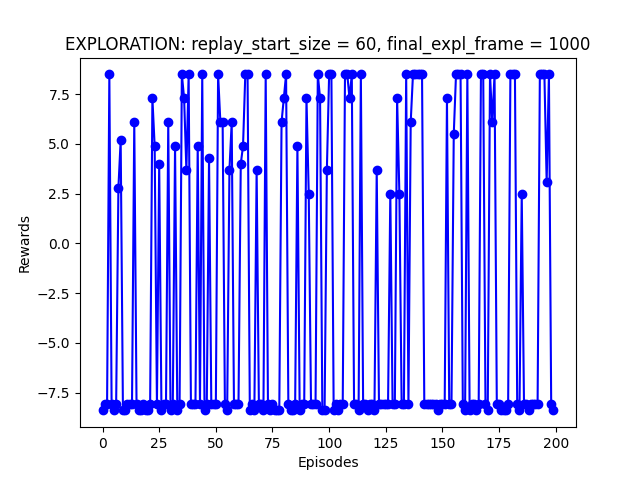 EXPLORATION: replay_start_size = 60, final_expl_frame = 1000
7.5
5.0
2.5
0.0
−2.5
−5.0
−7.5
Rewards
0 25 50 75 100 125 150 175 200
Episodes